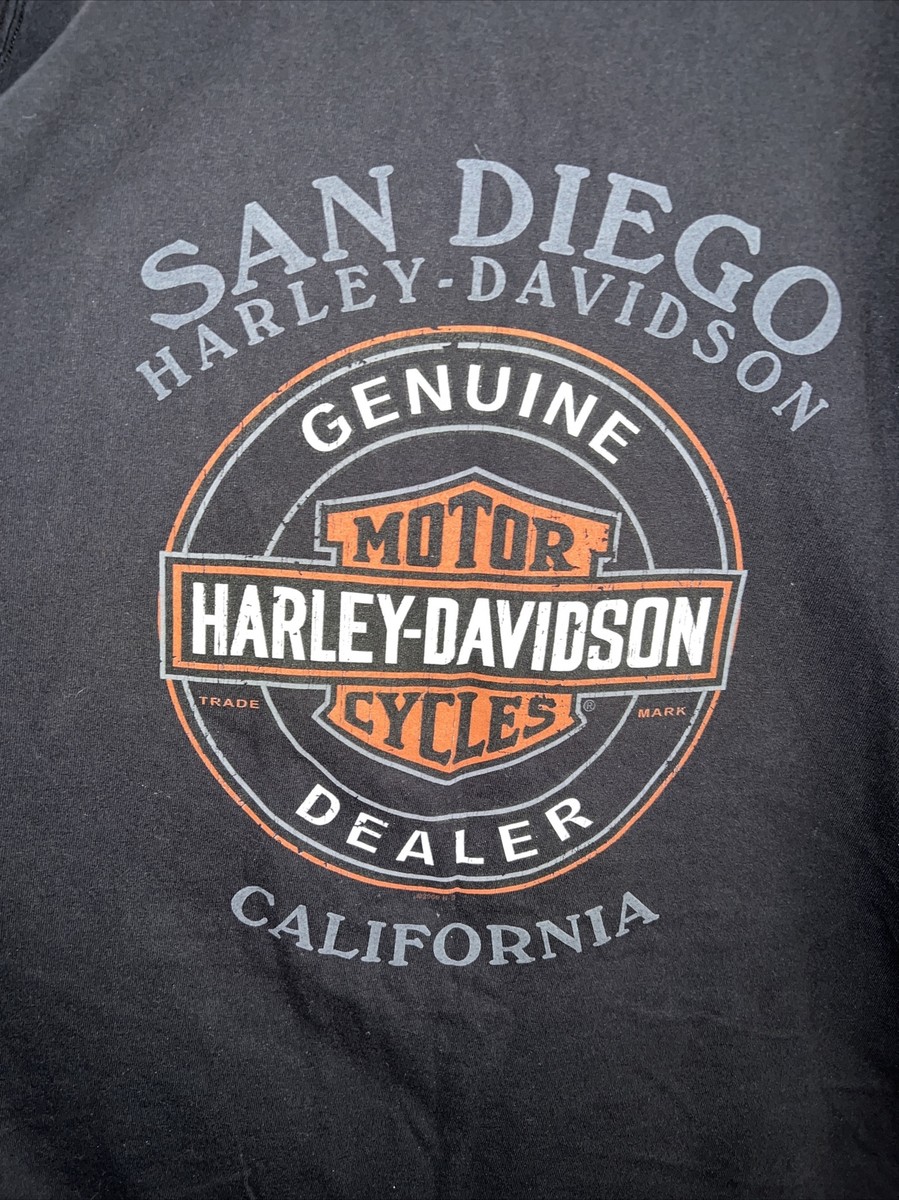 SAN DIEGO
HARLEY-DAVIDSON
GENUINE
MOTOR
HARLEY-DAVIDSON
CYCLES ®
TRADE MARK
DEALER
CALIFORNIA